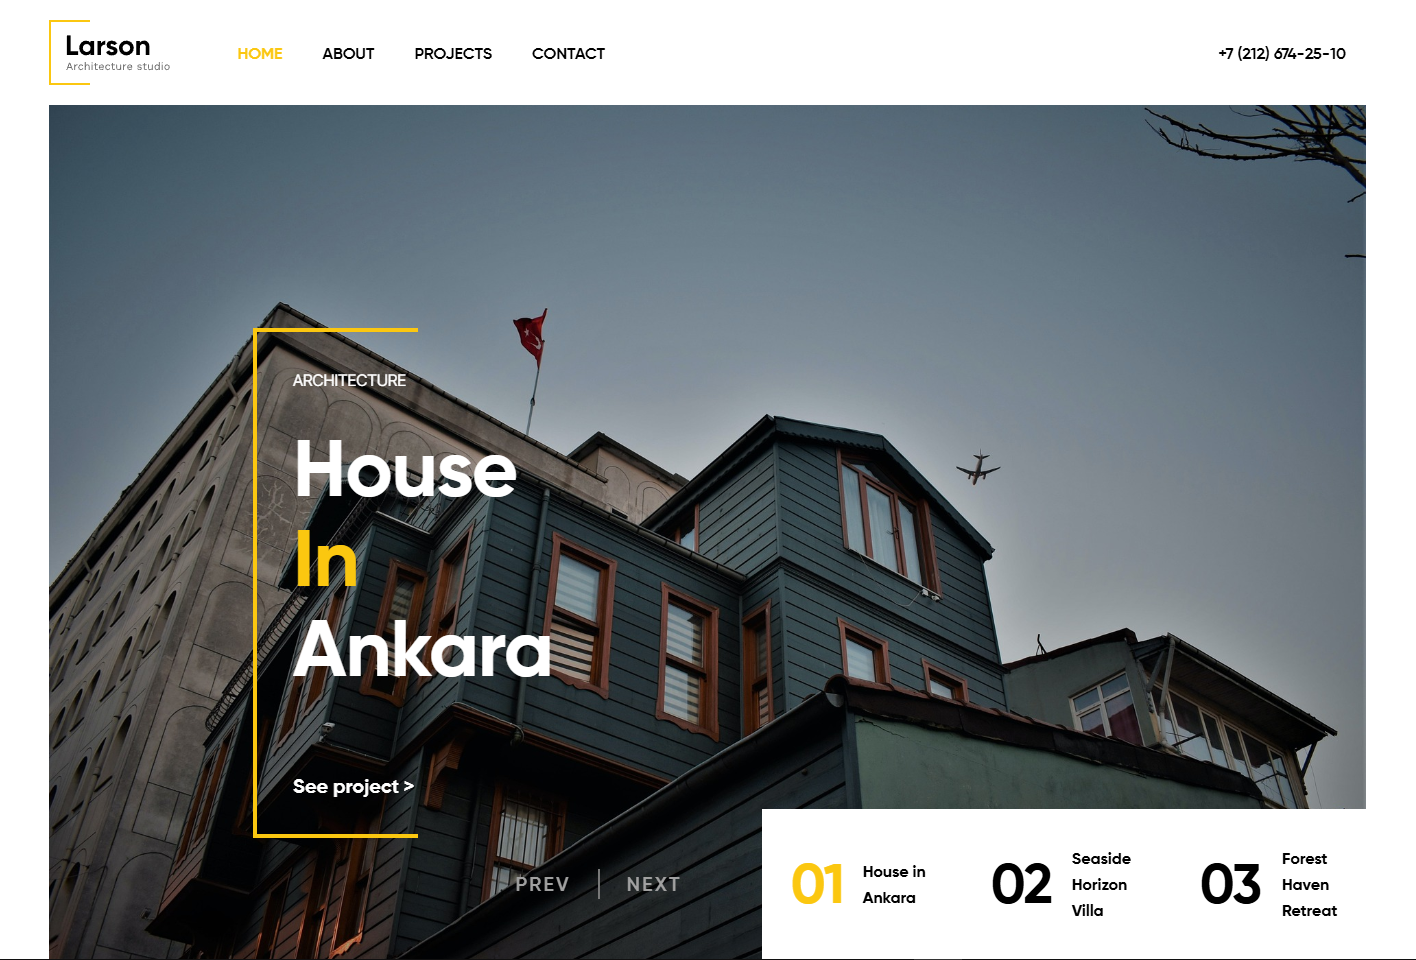 Larson
Architecture studio
HOME ABOUT PROJECTS CONTACT
+7 (212) 674-25-10
ARCHITECTURE
House
In
Ankara
See project >
PREV NEXT
01 House in
Ankara
02 Seaside
Horizon
Villa
03 Forest
Haven
Retreat